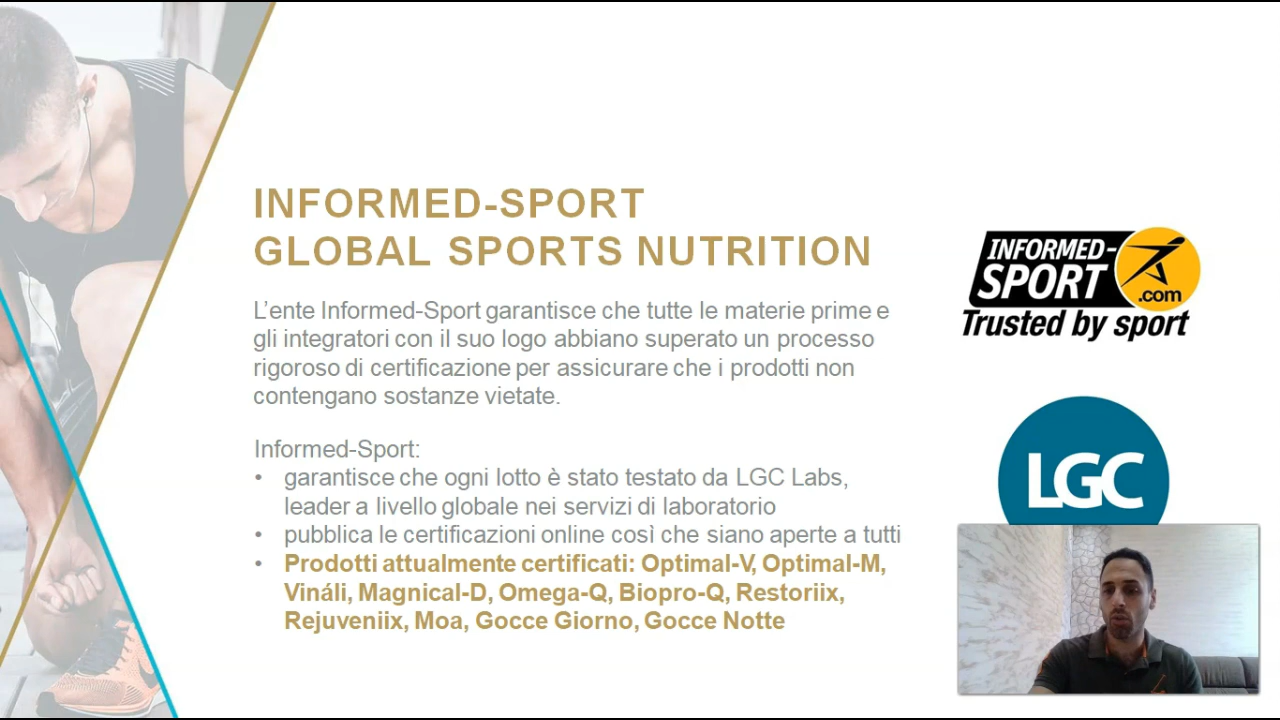 INFORMED-SPORT
GLOBAL SPORTS NUTRITION
L’ente Informed-Sport garantisce che tutte le materie prime e
gli integratori con il suo logo abbiano superato un processo
rigoroso di certificazione per assicurare che i prodotti non
contengano sostanze vietate.
Informed-Sport:
• garantisce che ogni lotto è stato testato da LGC Labs,
leader a livello globale nei servizi di laboratorio
• pubblica le certificazioni online così che siano aperte a tutti
• Prodotti attualmente certificati: Optimal-V, Optimal-M,
Vináli, Magnical-D, Omega-Q, Biopro-Q, Restoriix,
Rejuveniix, Moa, Gocce Giorno, Gocce Notte
INFORMED-
SPORT
.com
Trusted by sport
LGC